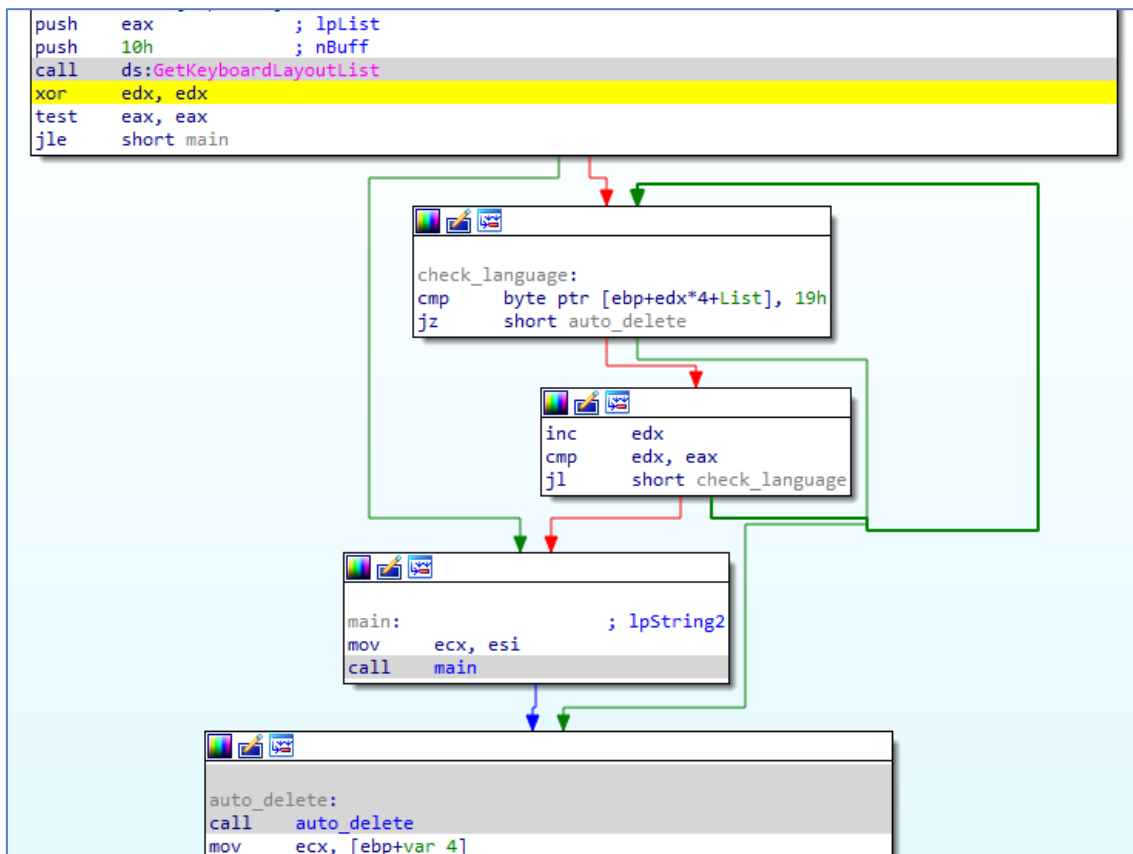 push eax ; lpList
push 10h ; nBuff
call ds:GetKeyboardLayoutList
xor edx, edx
test eax, eax
jle short main
check_language:
cmp byte ptr [ebp+edx*4+List], 19h
jz short auto_delete
inc edx
cmp edx, eax
jl short check_language
main: ; lpString2
mov ecx, esi
call main
auto_delete:
call auto_delete
mov ecx, [ebp+var_4]